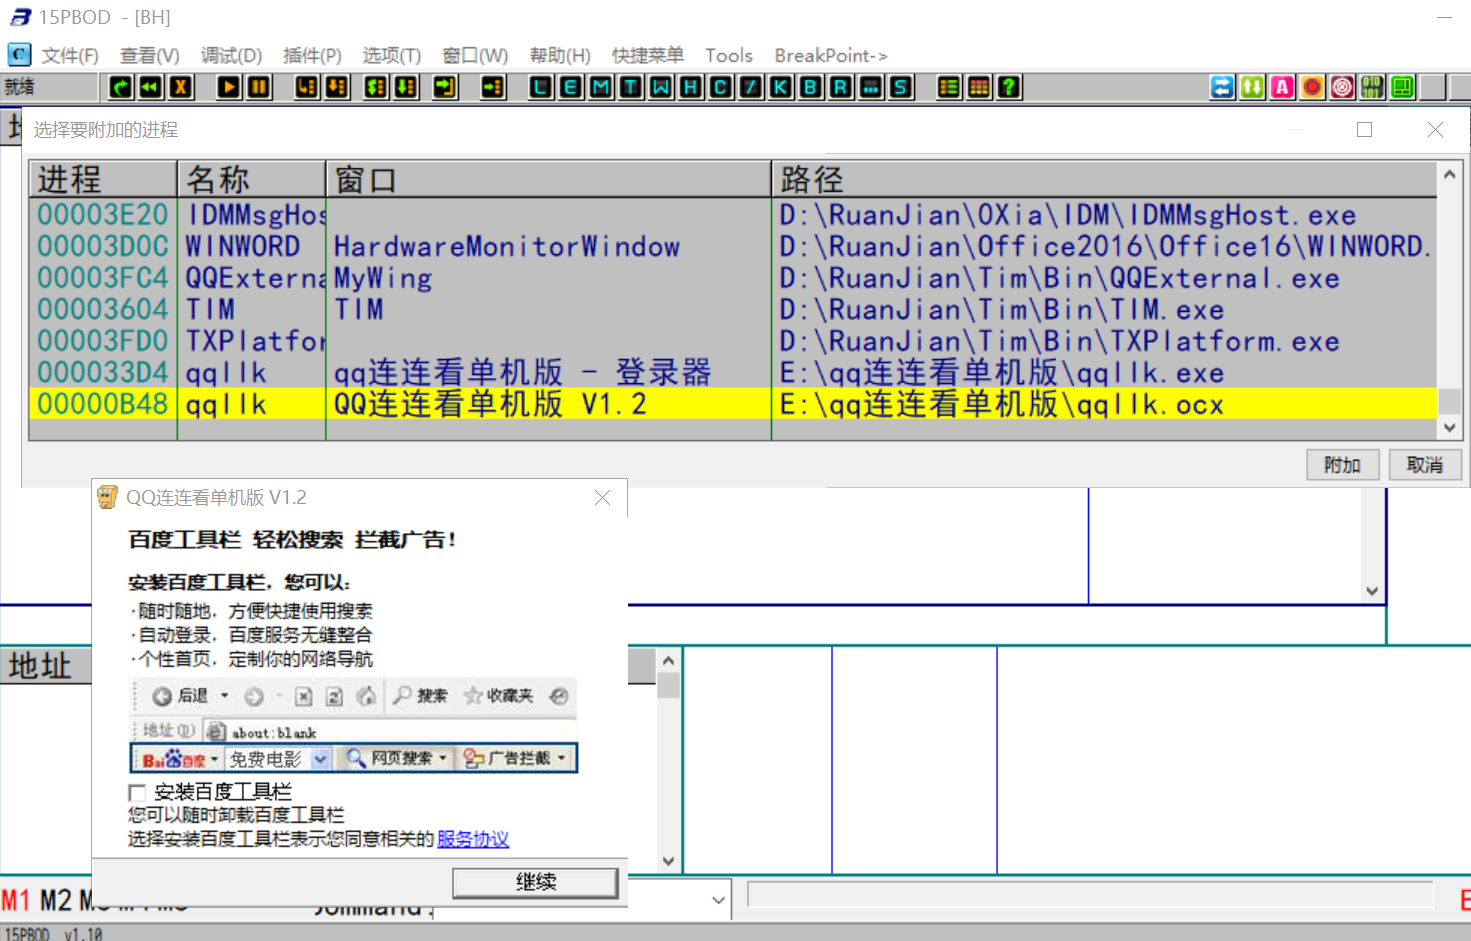 15PBOD - [BH]
文件(F) 查看(V) 调试(D) 插件(P) 选项(T) 窗口(W) 帮助(H) 快捷菜单 Tools BreakPoint->
就绪 L E M T W H C / K B R ... S
选择要附加的进程
进程 名称 窗口 路径
00003E20 IDMMsgHos D:\RuanJian\0Xia\IDM\IDMMsgHost.exe
00003D0C WINWORD HardwareMonitorWindow D:\RuanJian\Office2016\Office16\WINWORD.
00003FC4 QQExterna MyWing D:\RuanJian\Tim\Bin\QQExternal.exe
00003604 TIM TIM D:\RuanJian\Tim\Bin\TIM.exe
00003FD0 TXPlatfor D:\RuanJian\Tim\Bin\TXPlatform.exe
000033D4 qqllk qq连连看单机版 - 登录器 E:\qq连连看单机版\qqllk.exe
00000B48 qqllk QQ连连看单机版 V1.2 E:\qq连连看单机版\qqllk.ocx
附加 取消
QQ连连看单机版 V1.2
百度工具栏 轻松搜索 拦截广告！
安装百度工具栏，您可以：
·随时随地，方便快捷使用搜索
·自动登录，百度服务无缝整合
·个性首页，定制你的网络导航
地址
后退 搜索 收藏夹
地址(D) about:blank
Bai百度 免费电影 网页搜索 广告拦截
安装百度工具栏
您可以随时卸载百度工具栏
选择安装百度工具栏表示您同意相关的 服务协议
继续
M1 M2
15PBOD v1.10